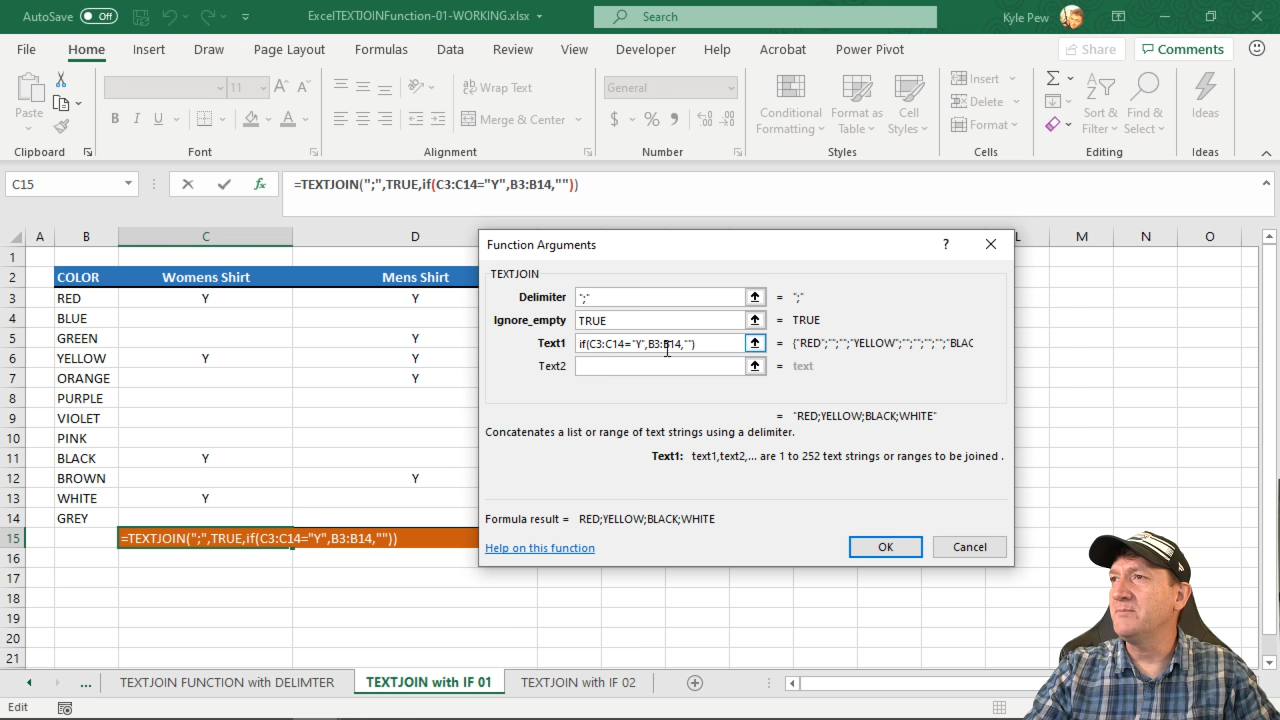 AutoSave Off ExcelTEXTJOINFunction-01-WORKING.xlsx Search Kyle Pew
File Home Insert Draw Page Layout Formulas Data Review View Developer Help Acrobat Power Pivot Share Comments
Paste 11 Wrap Text General Conditional Formatting Format as Table Cell Styles Insert Sort & Filter Find & Select Ideas
B I U Merge & Center $ % Delete
Format
Clipboard Font Alignment Number Styles Cells Editing Ideas
C15 fx =TEXTJOIN(";",TRUE,if(C3:C14="Y",B3:B14,""))
A B C D L M N O
1
2 COLOR Womens Shirt Mens Shirt
3 RED Y Y
4 BLUE
5 GREEN Y
6 YELLOW Y Y
7 ORANGE Y
8 PURPLE
9 VIOLET
10 PINK
11 BLACK Y
12 BROWN Y
13 WHITE Y
14 GREY
15 =TEXTJOIN(";",TRUE,if(C3:C14="Y",B3:B14,""))
16
17
18
19
20
21
Function Arguments ?
TEXTJOIN
Delimiter ";" = ";"
Ignore_empty TRUE = TRUE
Text1 if(C3:C14="Y",B3:B14,"") = {"RED";"";"";"YELLOW";"";"";"";"";"BLAC
Text2 = text
= "RED;YELLOW;BLACK;WHITE"
Concatenates a list or range of text strings using a delimiter.
Text1: text1,text2,... are 1 to 252 text strings or ranges to be joined .
Formula result = RED;YELLOW;BLACK;WHITE
Help on this function OK Cancel
... TEXTJOIN FUNCTION with DELIMTER TEXTJOIN with IF 01 TEXTJOIN with IF 02
Edit